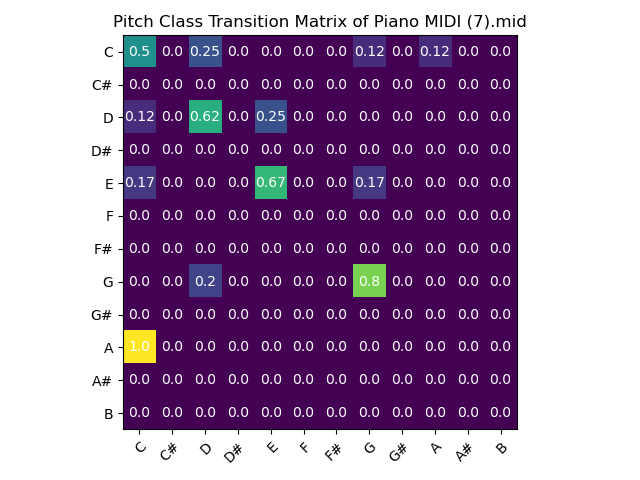 Pitch Class Transition Matrix of Piano MIDI (7).mid
C 0.5 0.0 0.25 0.0 0.0 0.0 0.0 0.12 0.0 0.12 0.0 0.0
C# 0.0 0.0 0.0 0.0 0.0 0.0 0.0 0.0 0.0 0.0 0.0 0.0
D 0.12 0.0 0.62 0.0 0.25 0.0 0.0 0.0 0.0 0.0 0.0 0.0
D# 0.0 0.0 0.0 0.0 0.0 0.0 0.0 0.0 0.0 0.0 0.0 0.0
E 0.17 0.0 0.0 0.0 0.67 0.0 0.0 0.17 0.0 0.0 0.0 0.0
F 0.0 0.0 0.0 0.0 0.0 0.0 0.0 0.0 0.0 0.0 0.0 0.0
F# 0.0 0.0 0.0 0.0 0.0 0.0 0.0 0.0 0.0 0.0 0.0 0.0
G 0.0 0.0 0.2 0.0 0.0 0.0 0.0 0.8 0.0 0.0 0.0 0.0
G# 0.0 0.0 0.0 0.0 0.0 0.0 0.0 0.0 0.0 0.0 0.0 0.0
A 1.0 0.0 0.0 0.0 0.0 0.0 0.0 0.0 0.0 0.0 0.0 0.0
A# 0.0 0.0 0.0 0.0 0.0 0.0 0.0 0.0 0.0 0.0 0.0 0.0
B 0.0 0.0 0.0 0.0 0.0 0.0 0.0 0.0 0.0 0.0 0.0 0.0
C C# D D# E F F# G G# A A# B